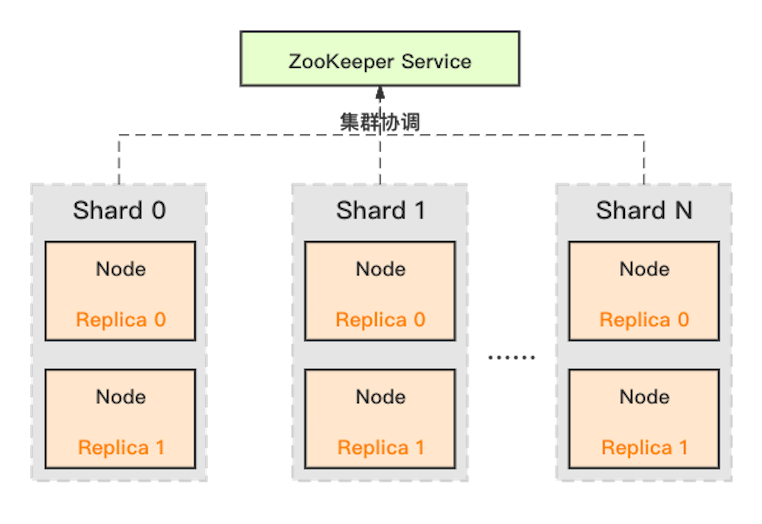 ZooKeeper Service
集群协调
Shard 0
Node
Replica 0
Node
Replica 1
Shard 1
Node
Replica 0
Node
Replica 1
......
Shard N
Node
Replica 0
Node
Replica 1